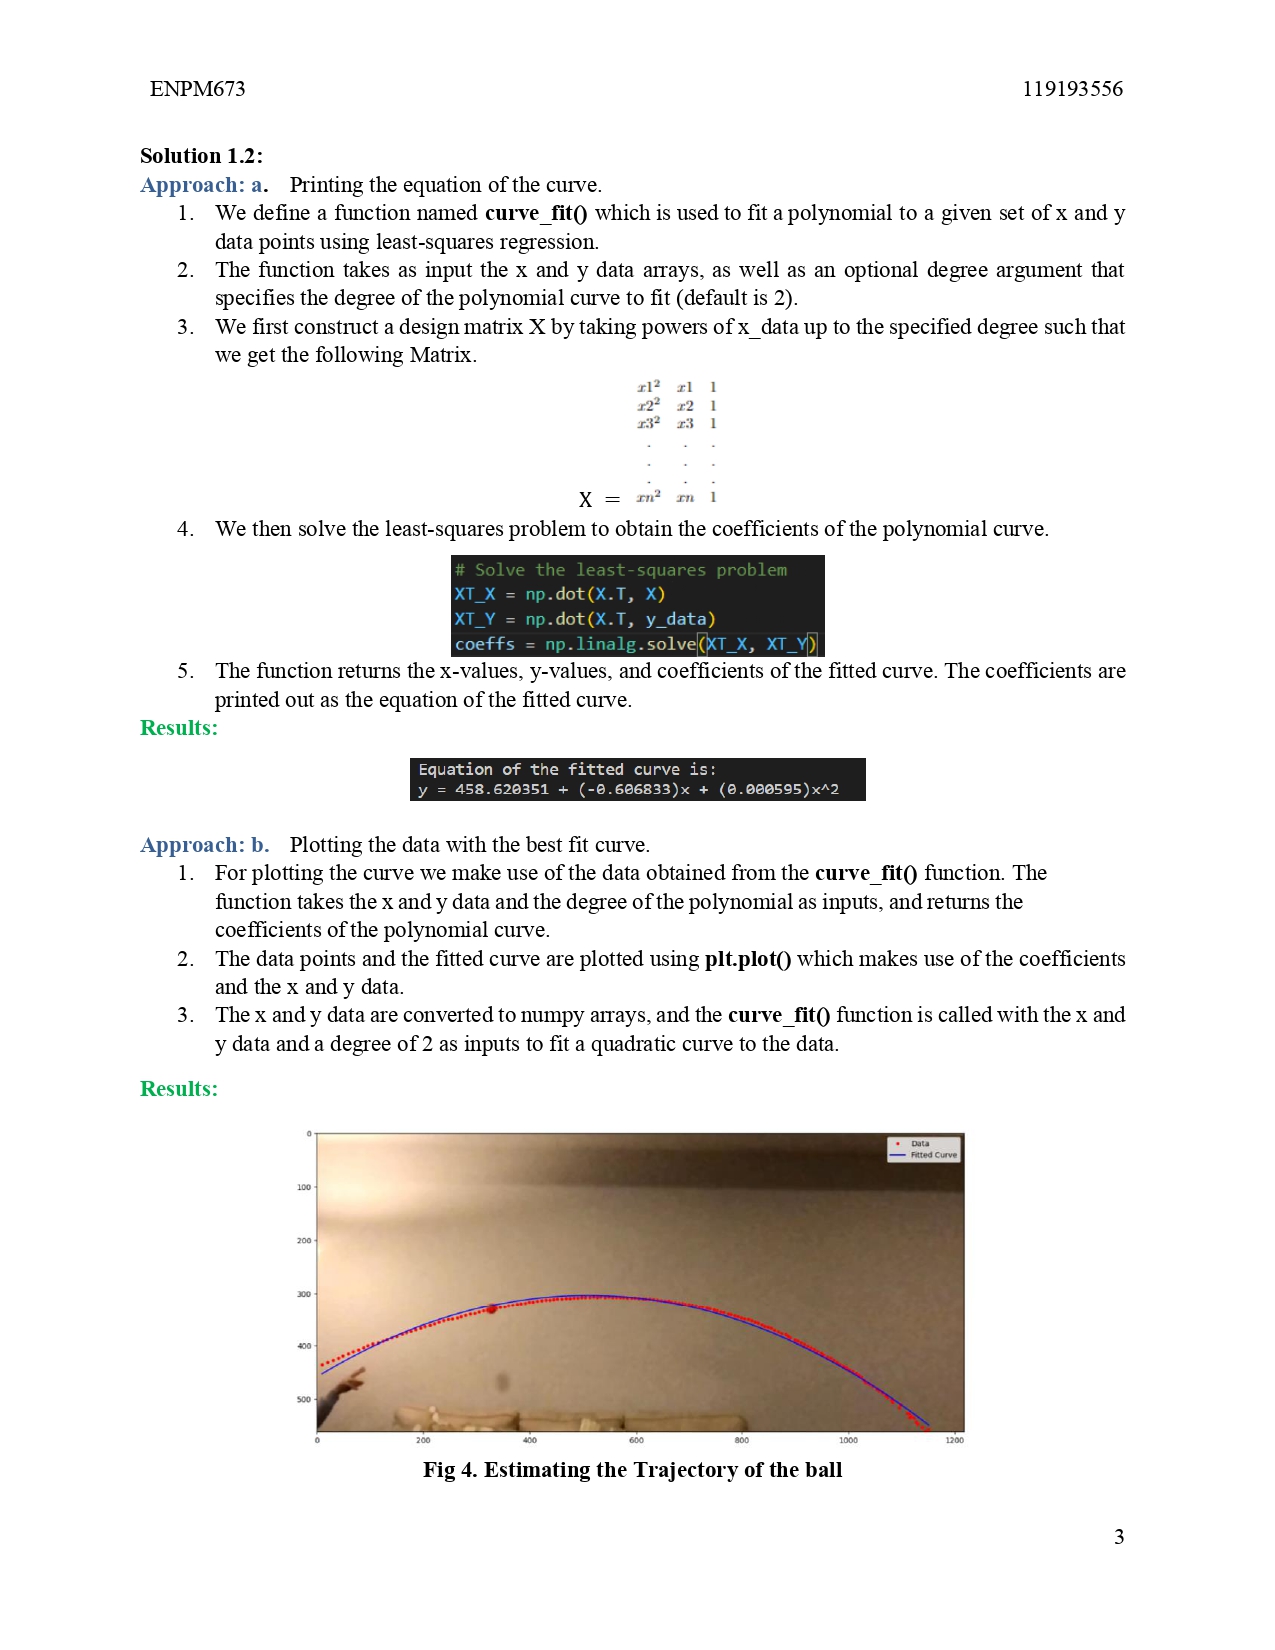 ENPM673 119193556
Solution 1.2:
Approach: a. Printing the equation of the curve.
1. We define a function named curve_fit() which is used to fit a polynomial to a given set of x and y
data points using least-squares regression.
2. The function takes as input the x and y data arrays, as well as an optional degree argument that
specifies the degree of the polynomial curve to fit (default is 2).
3. We first construct a design matrix X by taking powers of x_data up to the specified degree such that
we get the following Matrix.
x1² x1 1
x2² x2 1
x3² x3 1
. . .
. . .
. . .
X = xn² xn 1
4. We then solve the least-squares problem to obtain the coefficients of the polynomial curve.
# Solve the least-squares problem
XT_X = np.dot(X.T, X)
XT_Y = np.dot(X.T, y_data)
coeffs = np.linalg.solve(XT_X, XT_Y)
5. The function returns the x-values, y-values, and coefficients of the fitted curve. The coefficients are
printed out as the equation of the fitted curve.
Results:
Equation of the fitted curve is:
y = 458.620351 + (-0.606833)x + (0.000595)x^2
Approach: b. Plotting the data with the best fit curve.
1. For plotting the curve we make use of the data obtained from the curve_fit() function. The
function takes the x and y data and the degree of the polynomial as inputs, and returns the
coefficients of the polynomial curve.
2. The data points and the fitted curve are plotted using plt.plot() which makes use of the coefficients
and the x and y data.
3. The x and y data are converted to numpy arrays, and the curve_fit() function is called with the x and
y data and a degree of 2 as inputs to fit a quadratic curve to the data.
Results:
0
Data
Fitted Curve
100
200
300
400
500
0 200 400 600 800 1000 1200
Fig 4. Estimating the Trajectory of the ball
3